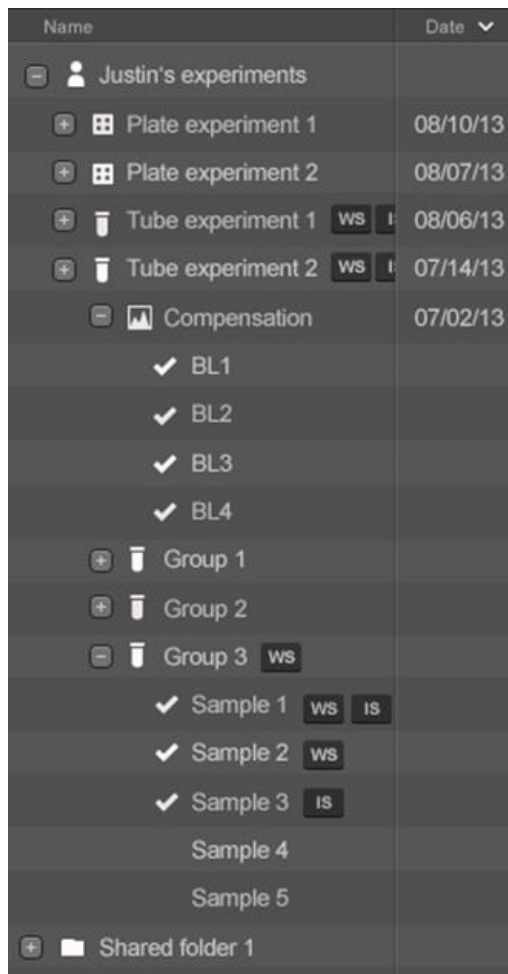 Name Date
Justin's experiments
Plate experiment 1 08/10/13
Plate experiment 2 08/07/13
Tube experiment 1 WS 08/06/13
Tube experiment 2 WS 07/14/13
Compensation 07/02/13
BL1
BL2
BL3
BL4
Group 1
Group 2
Group 3 WS
Sample 1 WS IS
Sample 2 WS
Sample 3 IS
Sample 4
Sample 5
Shared folder 1